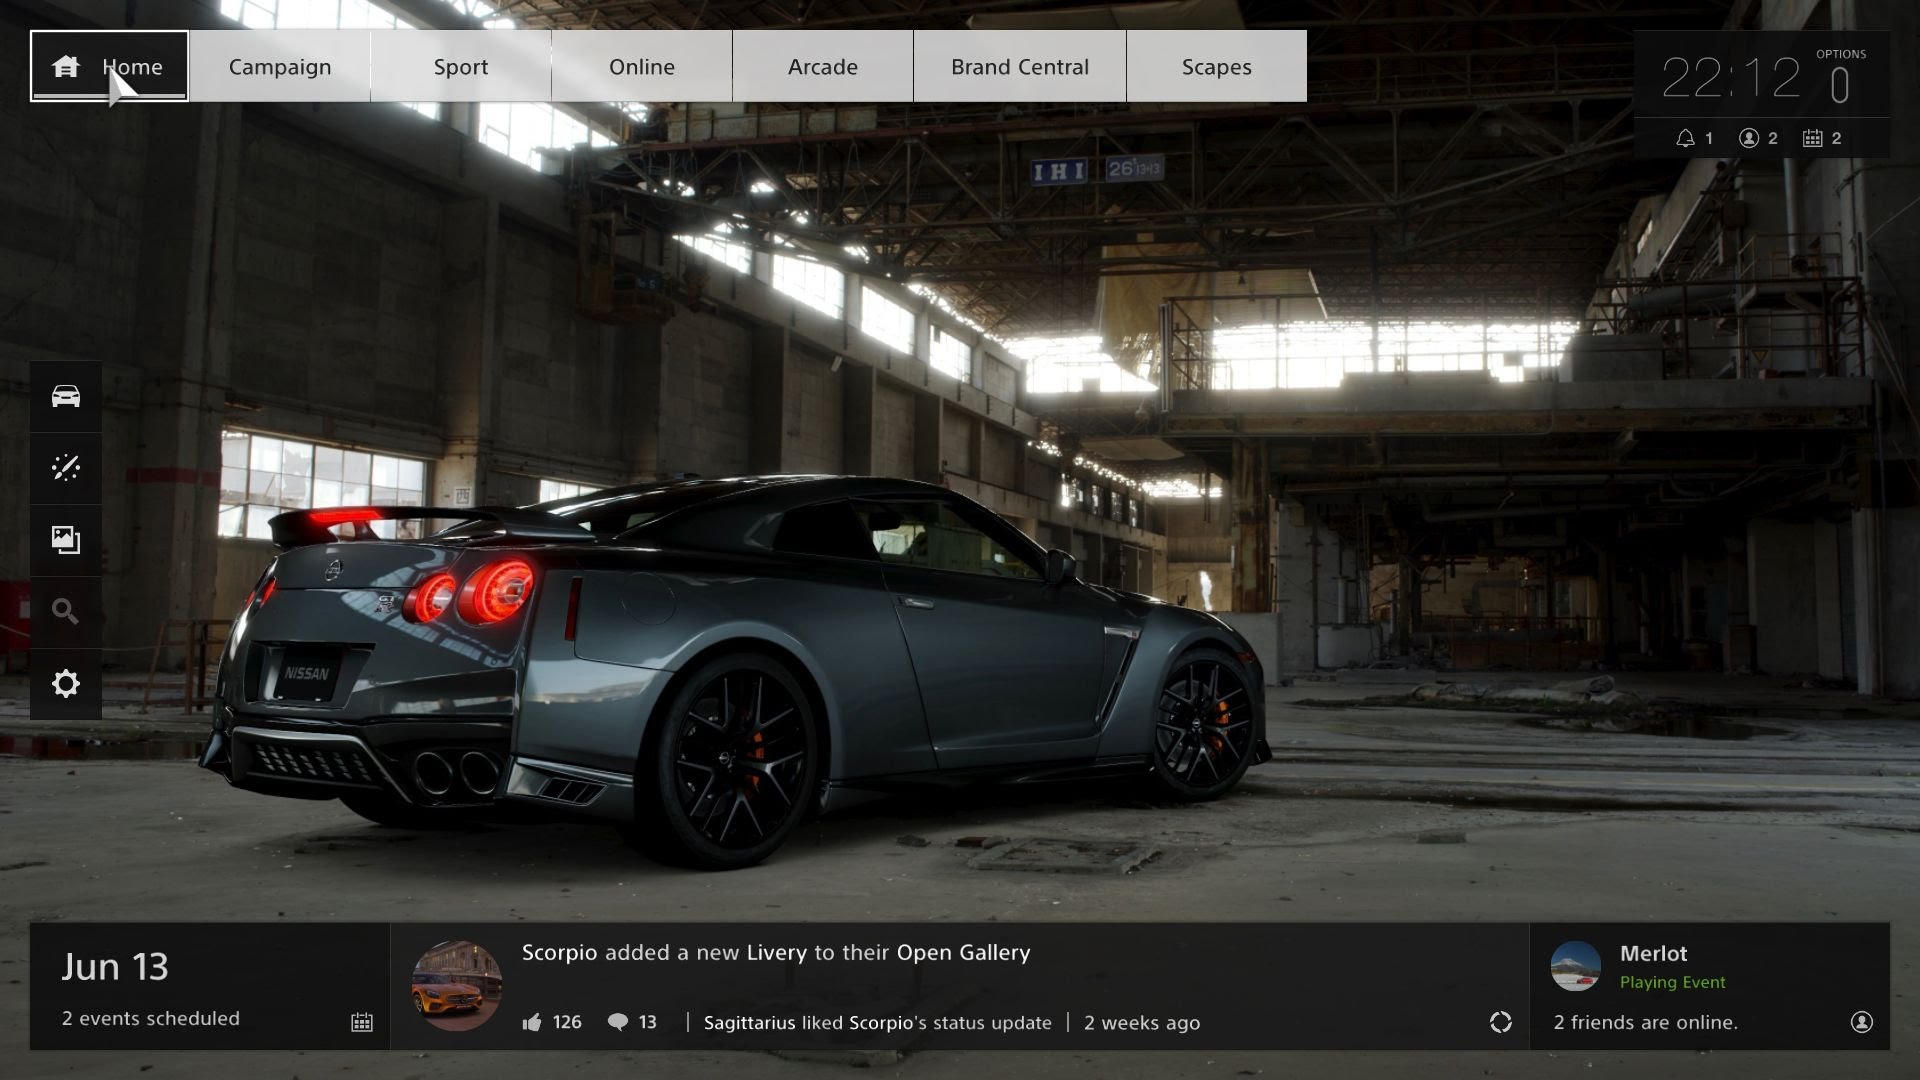 Home
Campaign
Sport
Online
Arcade
Brand Central
Scapes
22:12
OPTIONS
1
2
2
IHI
26
NISSAN
Jun 13
2 events scheduled
Scorpio added a new Livery to their Open Gallery
126
13
Sagittarius liked Scorpio's status update
2 weeks ago
Merlot
Playing Event
2 friends are online.